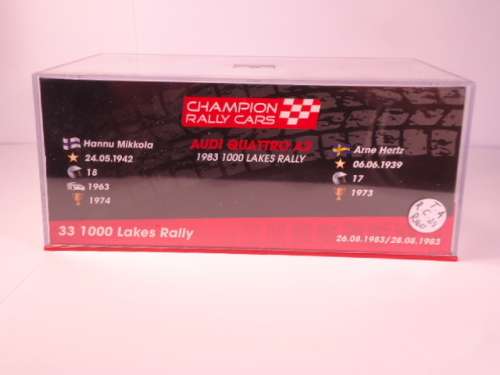 CHAMPION
RALLY CARS
AUDI QUATTRO A2
1983 1000 LAKES RALLY
Hannu Mikkola
24.05.1942
18
1963
1974
Arne Hertz
06.06.1939
17
1973
33 1000 Lakes Rally
26.08.1983/28.08.1983